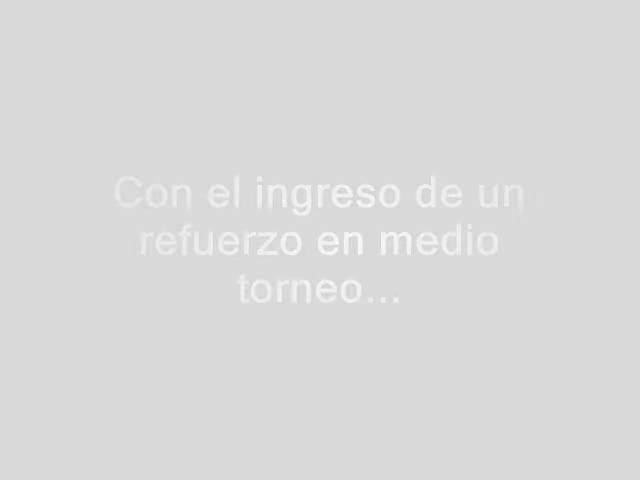 Con el ingreso de un
refuerzo en medio
torneo...